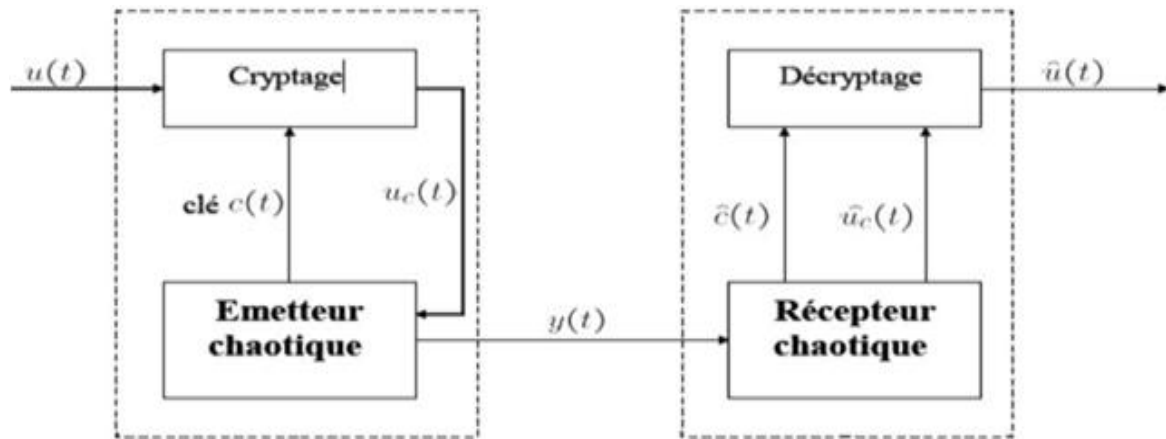 u(t)
Cryptage
clé c(t)
u_c(t)
Emetteur
chaotique
y(t)
Décryptage
û(t)
ĉ(t)
û_c(t)
Récepteur
chaotique